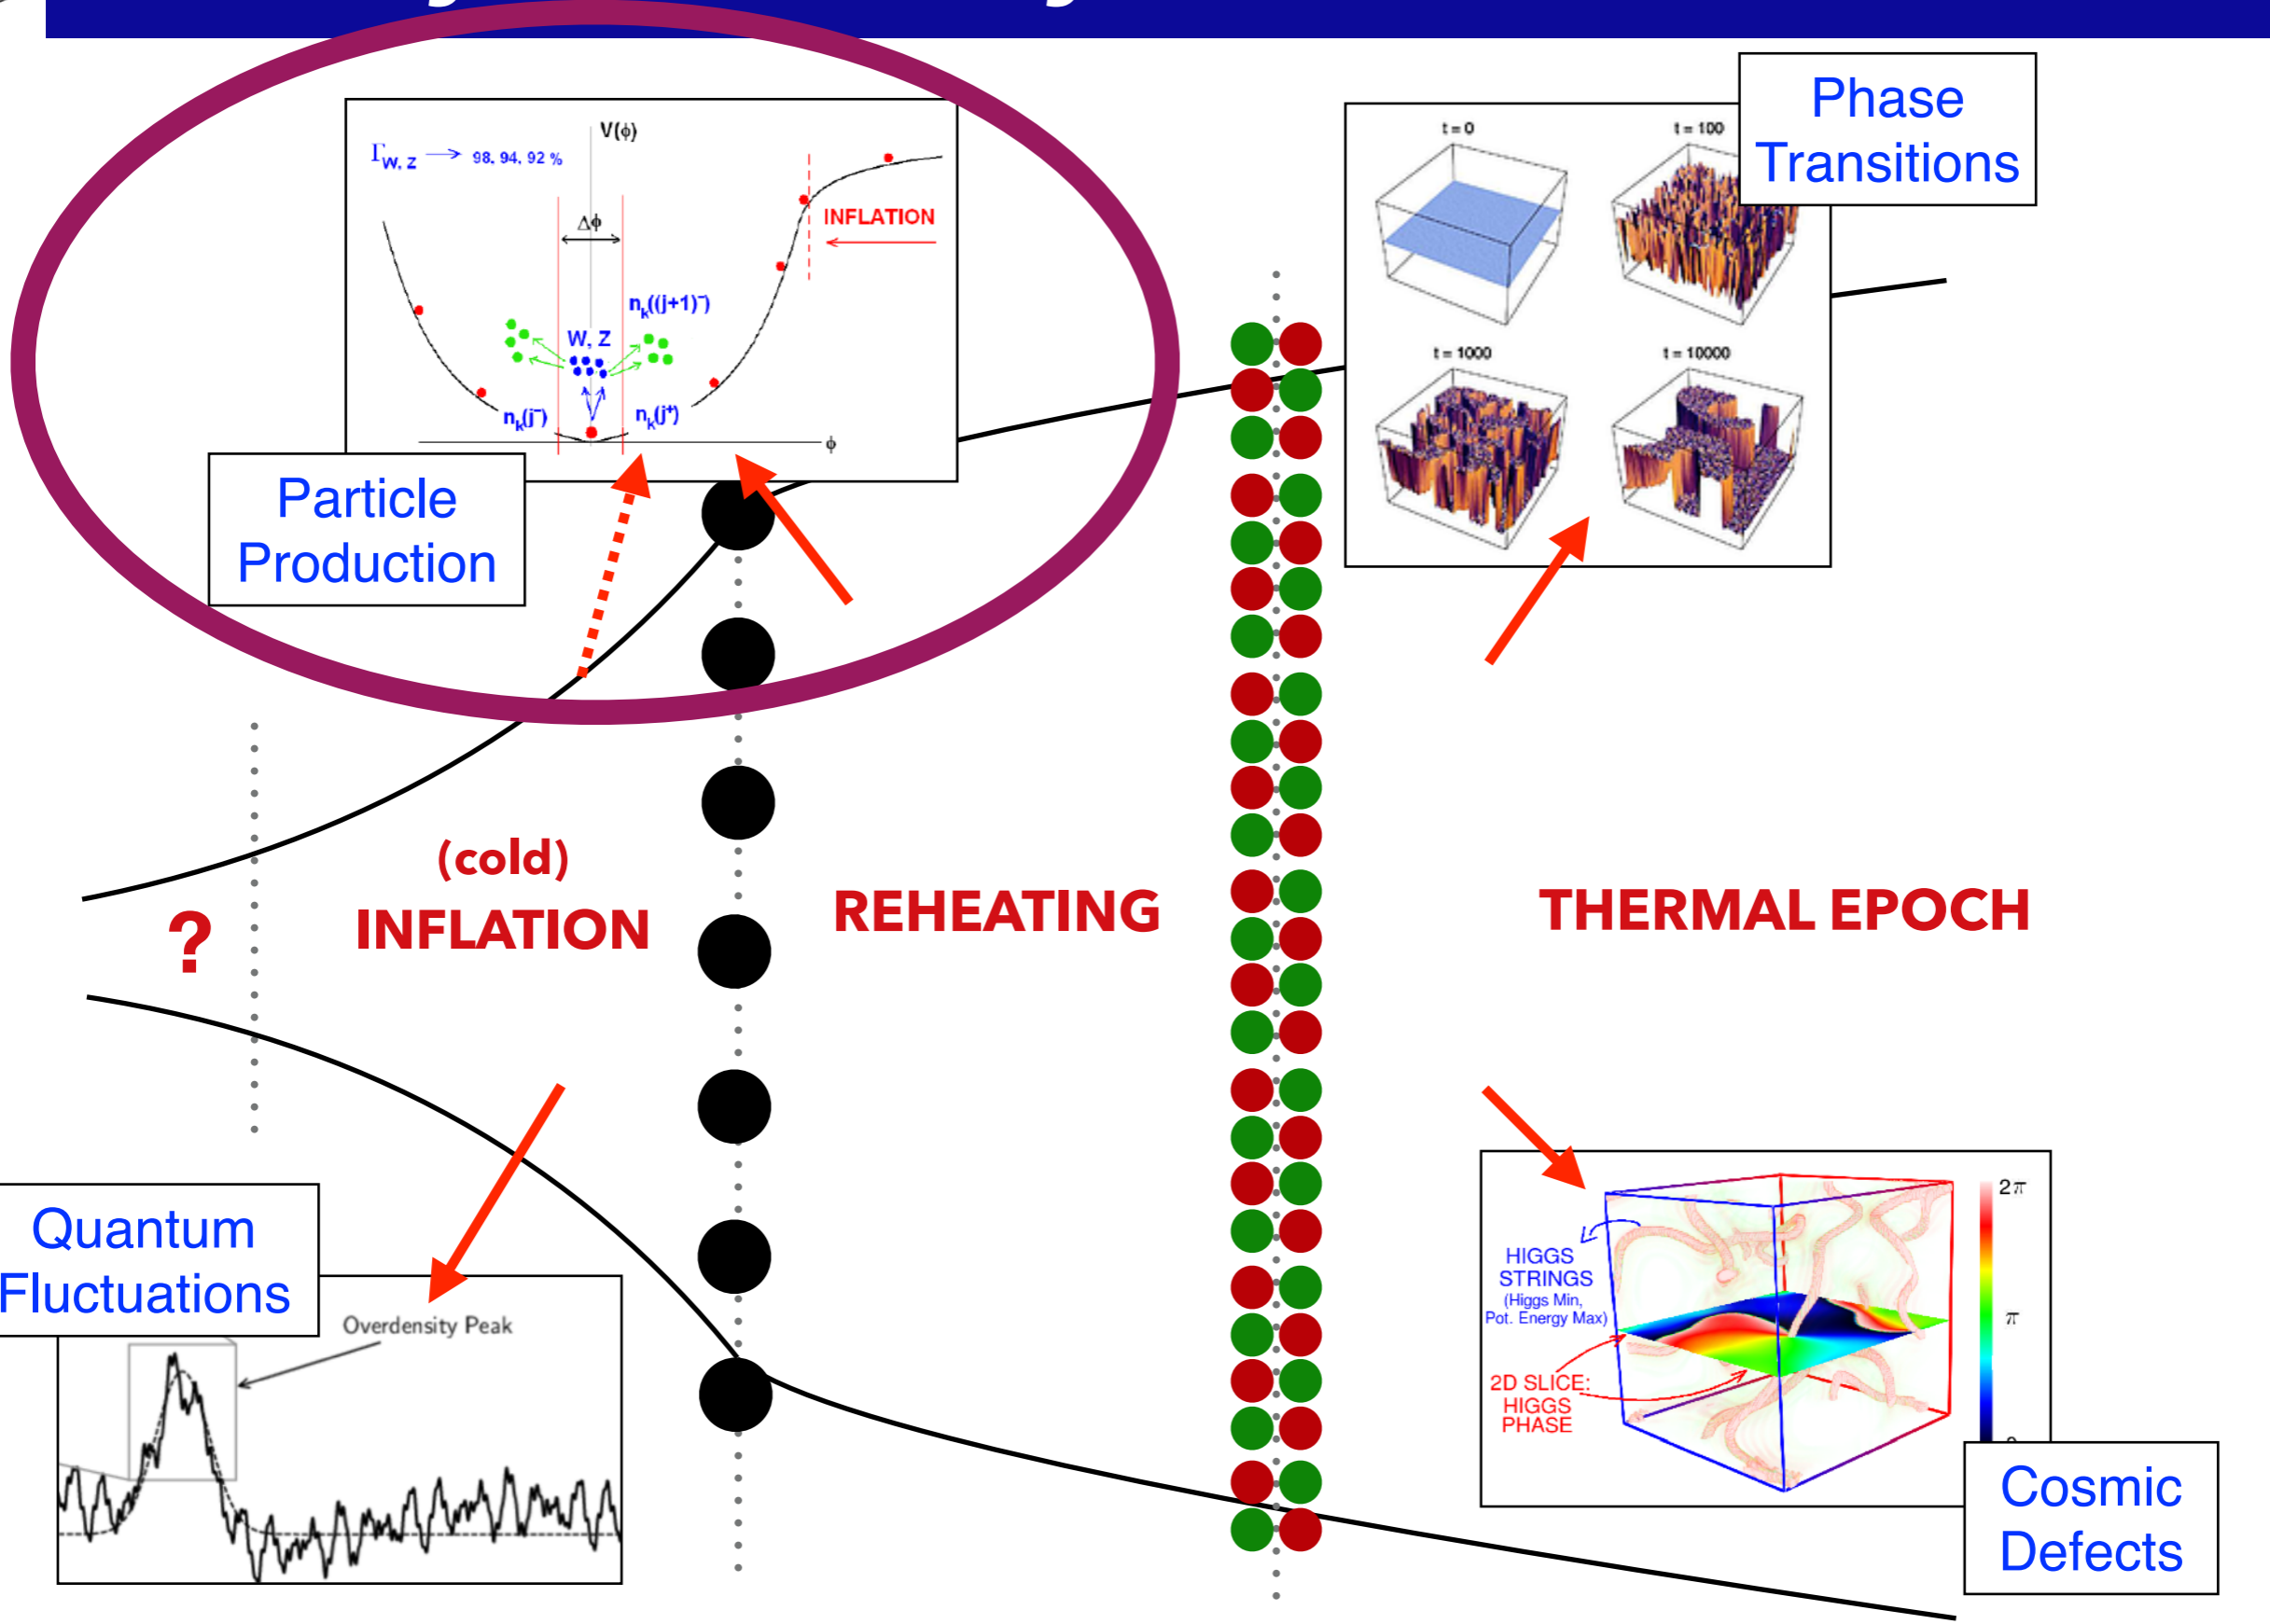 V(ϕ)
Γ_W, Z → 98, 94, 92 %
Δϕ
INFLATION
n_k((j+1)⁻)
W, Z
n_k(j⁻)
n_k(j⁺)
ϕ
Particle
Production
Phase
Transitions
t = 0
t = 100
t = 1000
t = 10000
(cold)
INFLATION
?
REHEATING
THERMAL EPOCH
Quantum
Fluctuations
Overdensity Peak
HIGGS
STRINGS
(Higgs Min,
Pot. Energy Max)
2D SLICE:
HIGGS
PHASE
2π
π
Cosmic
Defects